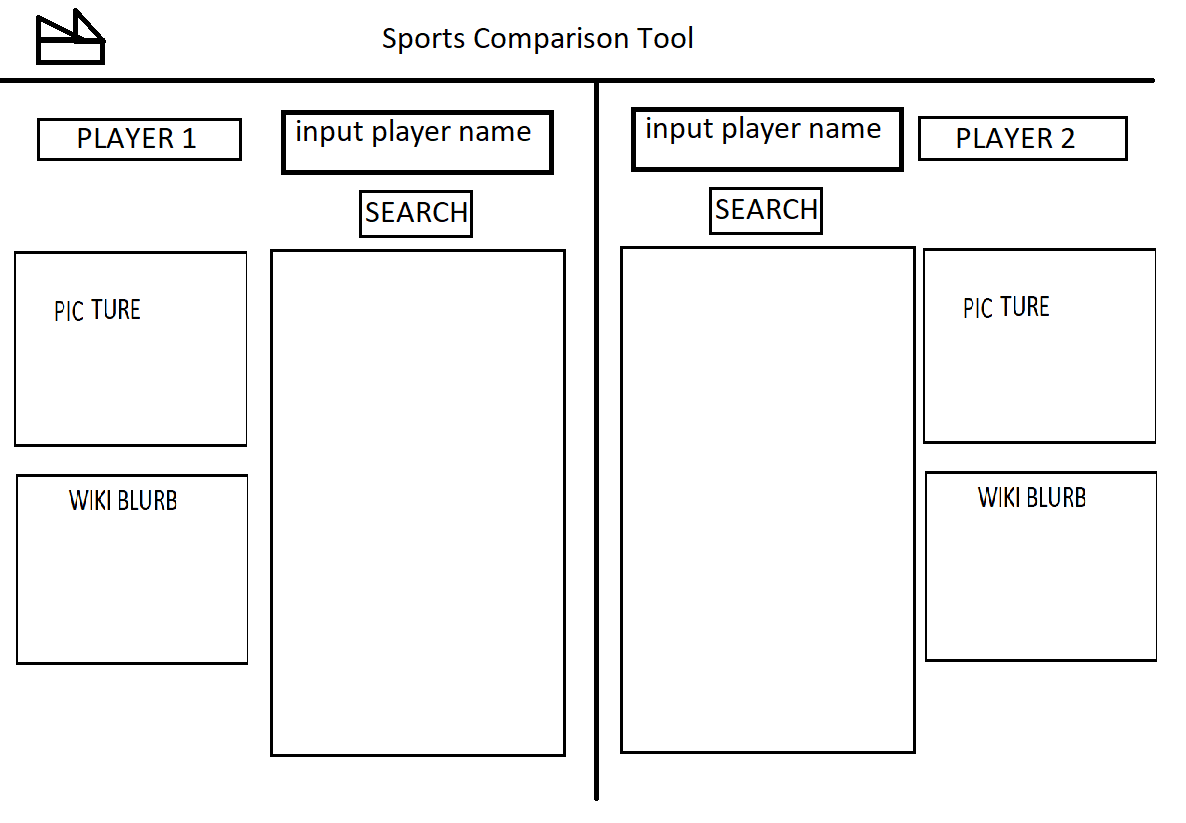 Sports Comparison Tool
PLAYER 1
input player name
SEARCH
PIC TURE
WIKI BLURB
input player name
PLAYER 2
SEARCH
PIC TURE
WIKI BLURB